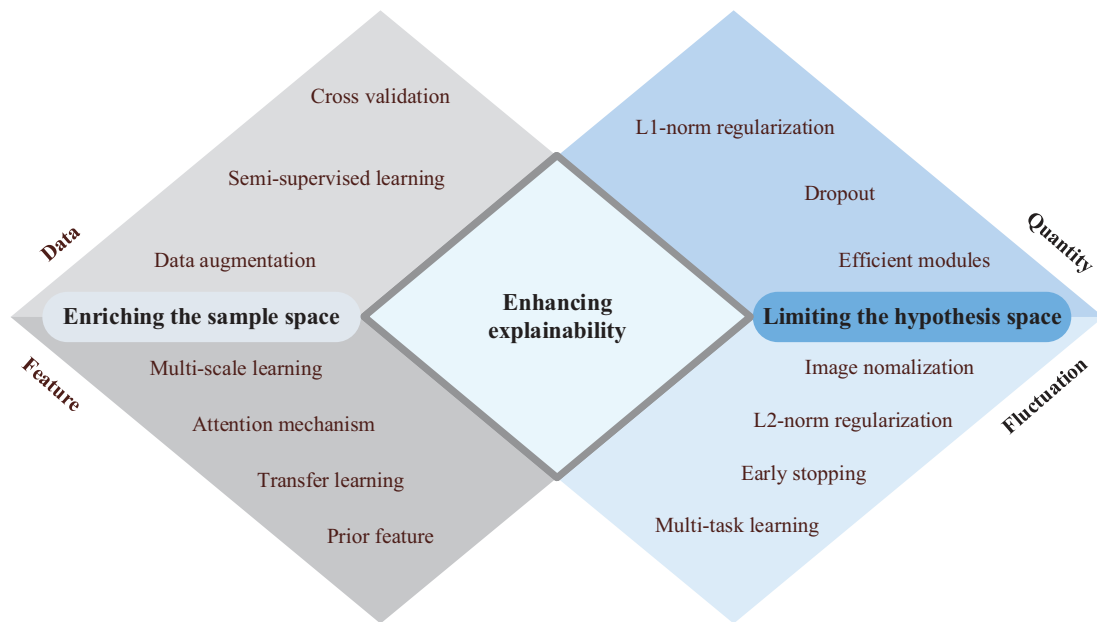 Cross validation
Semi-supervised learning
Data augmentation
Data
Enriching the sample space
Feature
Multi-scale learning
Attention mechanism
Transfer learning
Prior feature
Enhancing
explainability
L1-norm regularization
Dropout
Efficient modules
Quantity
Limiting the hypothesis space
Fluctuation
Image nomalization
L2-norm regularization
Early stopping
Multi-task learning